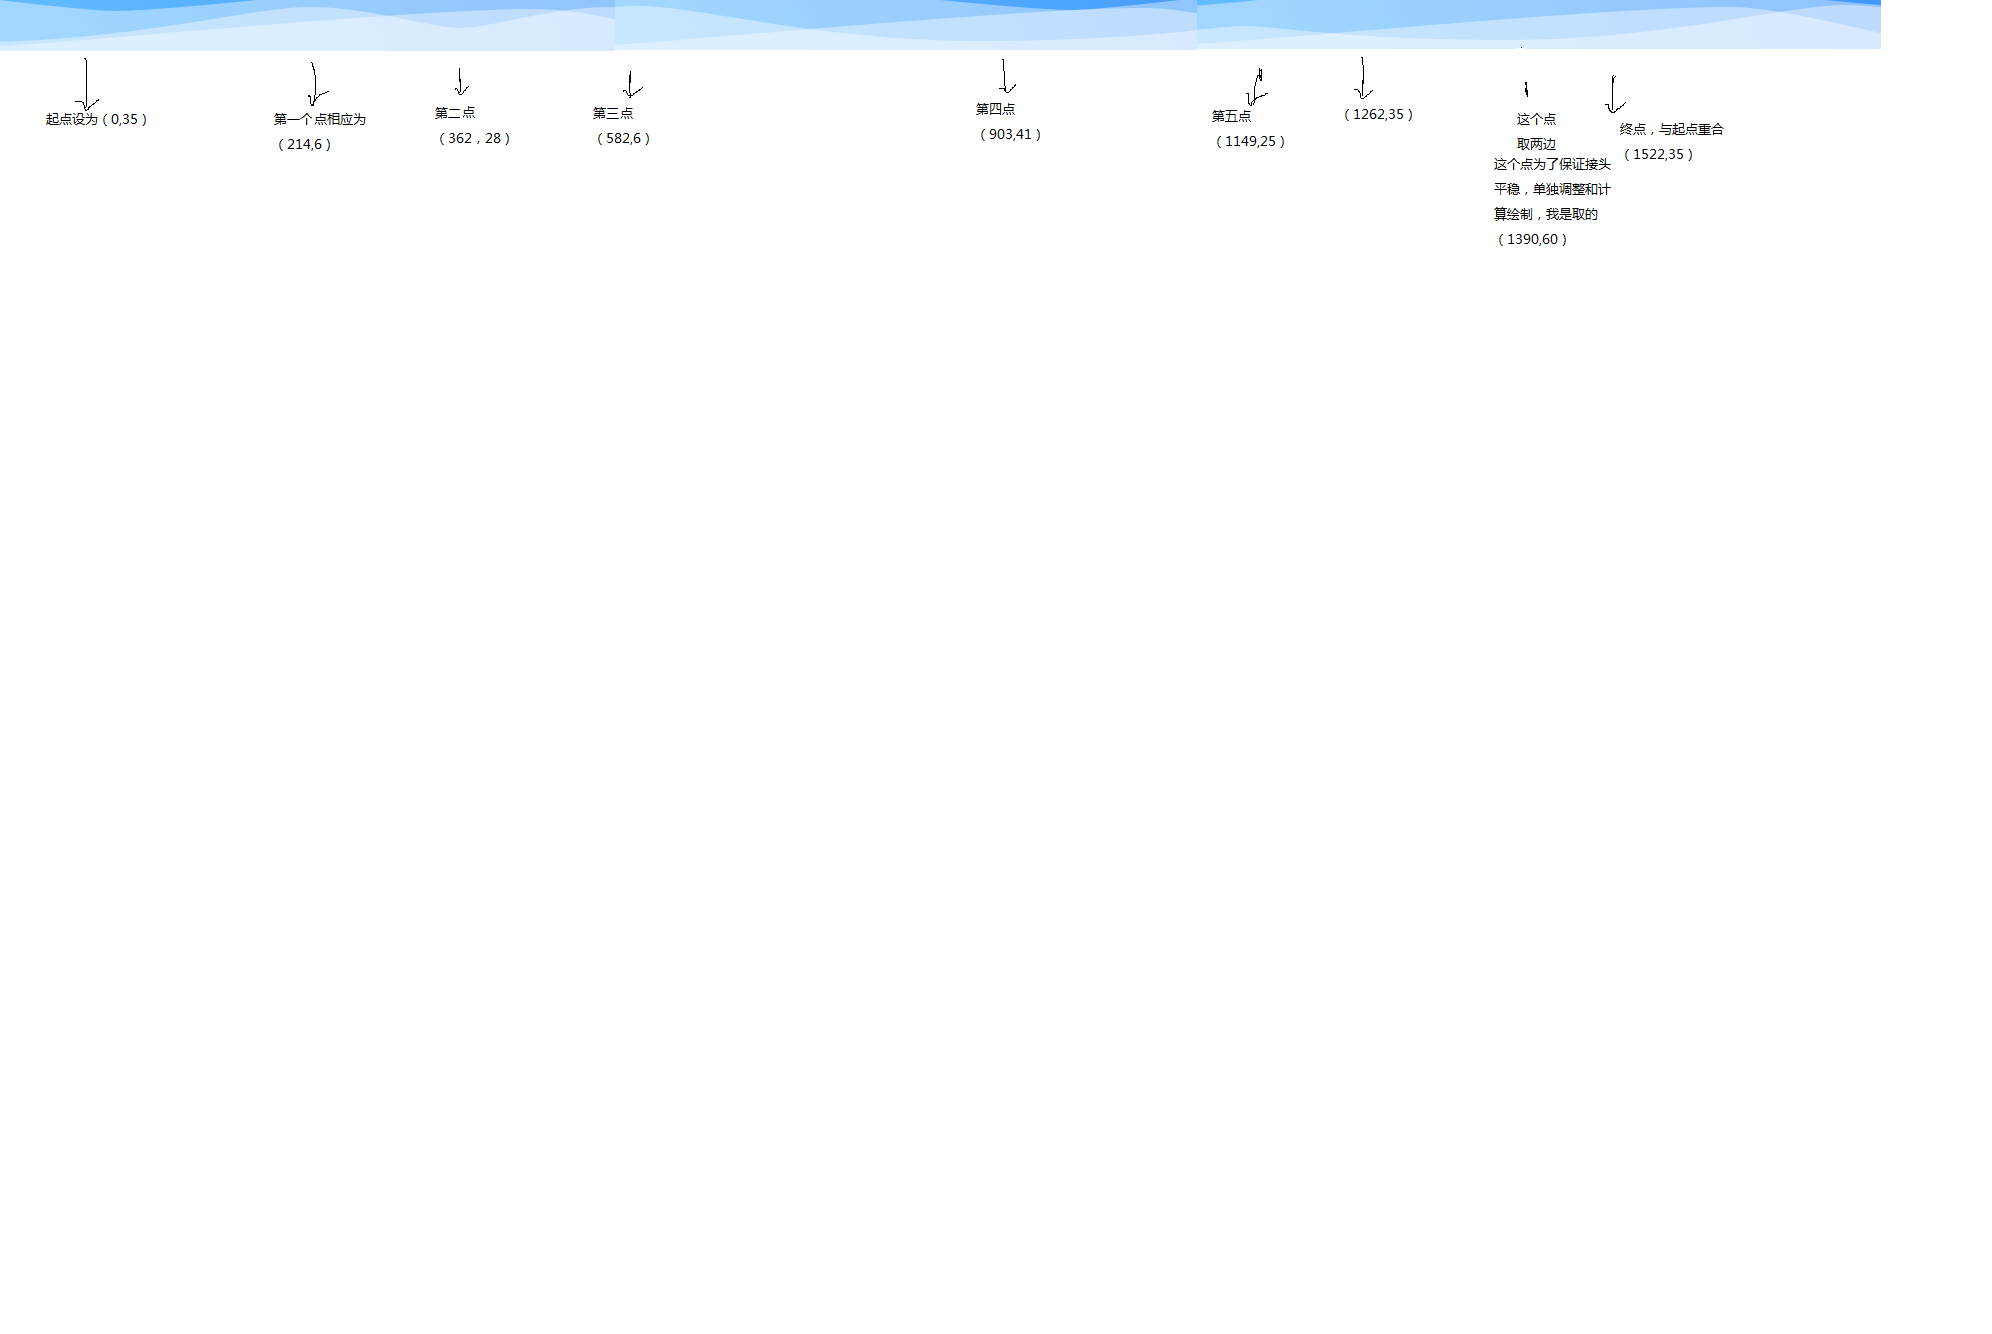 起点设为（0,35）
第一个点相应为
（214,6）
第二点
（362，28）
第三点
（582,6）
第四点
（903,41）
第五点
（1149,25）
（1262,35）
这个点
取两边
这个点为了保证接头
平稳，单独调整和计
算绘制，我是取的
（1390,60）
终点，与起点重合
（1522,35）